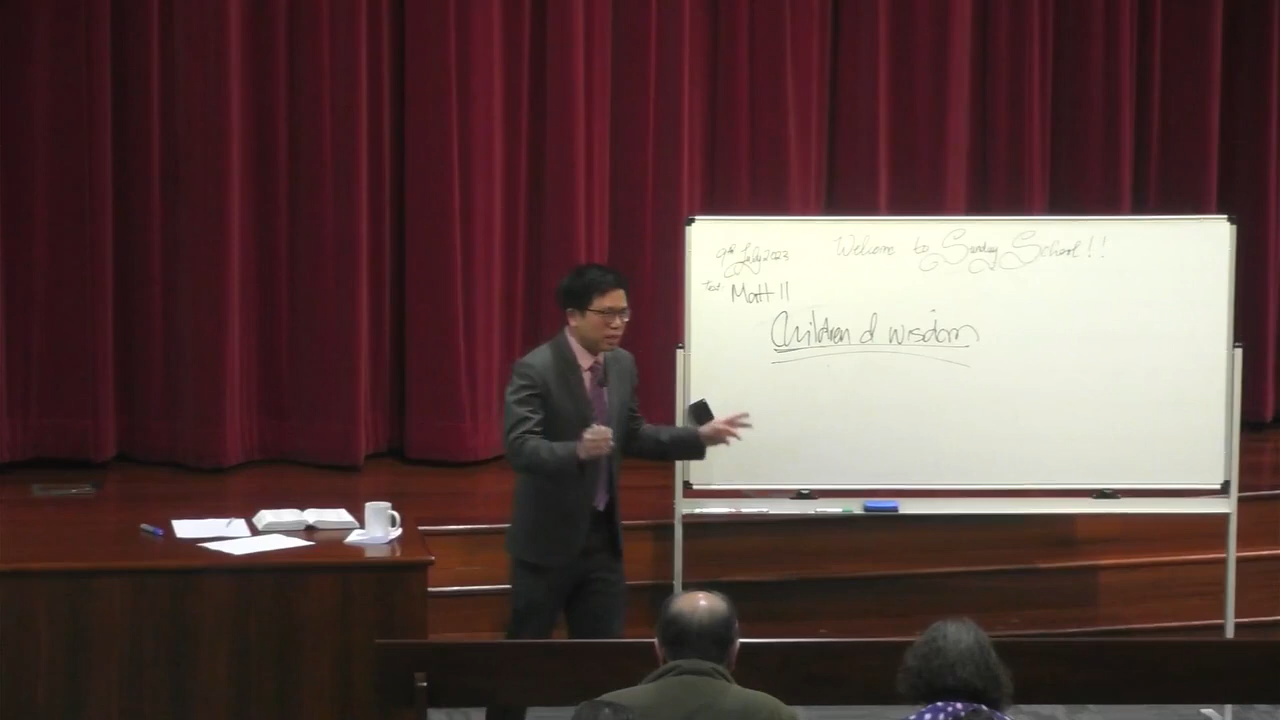 9th July 2023 Welcome to Sunday School!!
Text: Matt 11
Children of wisdom